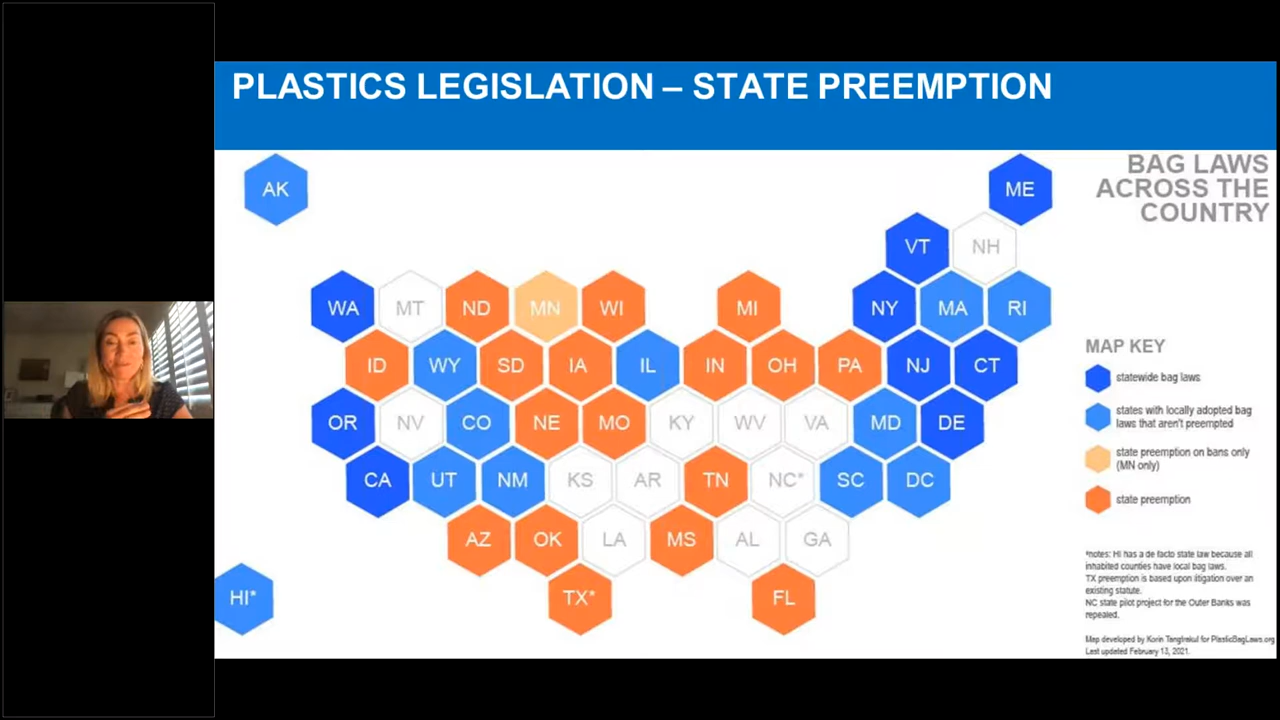 PLASTICS LEGISLATION – STATE PREEMPTION
BAG LAWS
ACROSS THE
COUNTRY
AK
ME
VT
NH
WA
MT
ND
MN
WI
MI
NY
MA
RI
ID
WY
SD
IA
IL
IN
OH
PA
NJ
CT
OR
NV
CO
NE
MO
KY
WV
VA
MD
DE
CA
UT
NM
KS
AR
TN
NC*
SC
DC
AZ
OK
LA
MS
AL
GA
HI*
TX*
FL
MAP KEY
statewide bag laws
states with locally adopted bag
laws that aren't preempted
state preemption on bans only
(MN only)
state preemption
*notes: HI has a de facto state law because all
inhabited counties have local bag laws.
TX preemption is based upon litigation over an
existing statute.
NC state pilot project for the Outer Banks was
repealed.
Map developed by Korin Tangtrakul for PlasticBagLaws.org
Last updated February 13, 2021.